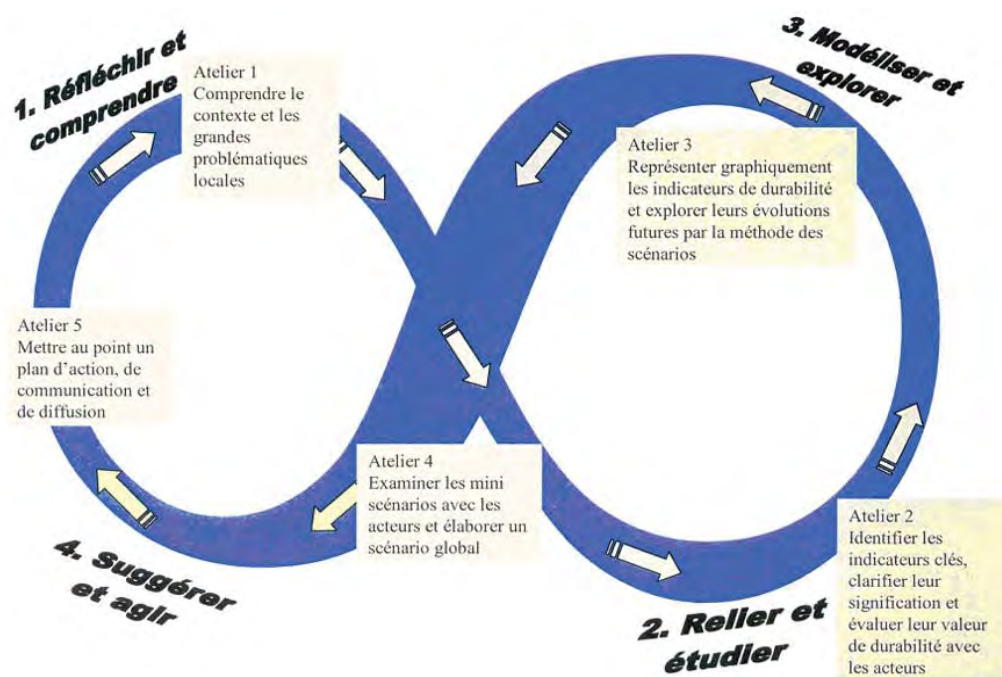 1. Réfléchir et
comprendre
Atelier 1
Comprendre le
contexte et les
grandes
problématiques
locales
3. Modéliser et
explorer
Atelier 3
Représenter graphiquement
les indicateurs de durabilité
et explorer leurs évolutions
futures par la méthode des
scénarios
Atelier 5
Mettre au point un
plan d’action, de
communication et
de diffusion
Atelier 4
Examiner les mini
scénarios avec les
acteurs et élaborer un
scénario global
4. Suggérer
et agir
2. Relier et
étudier
Atelier 2
Identifier les
indicateurs clés,
clarifier leur
signification et
évaluer leur valeur
de durabilité avec
les acteurs